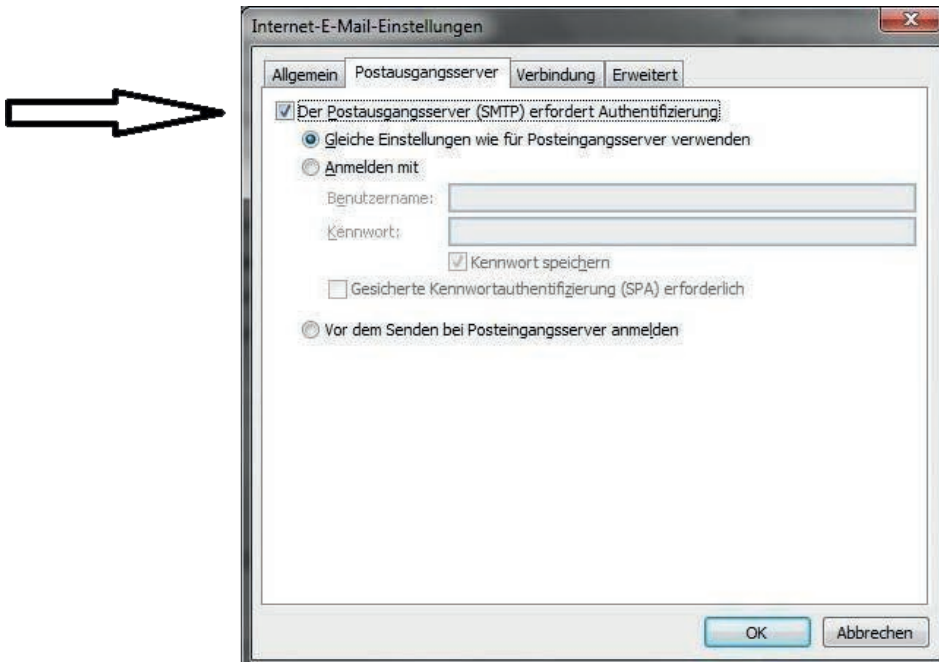 Internet-E-Mail-Einstellungen
Allgemein Postausgangsserver Verbindung Erweitert
Der Postausgangsserver (SMTP) erfordert Authentifizierung
Gleiche Einstellungen wie für Posteingangsserver verwenden
Anmelden mit
Benutzername:
Kennwort:
Kennwort speichern
Gesicherte Kennwortauthentifizierung (SPA) erforderlich
Vor dem Senden bei Posteingangsserver anmelden
OK Abbrechen